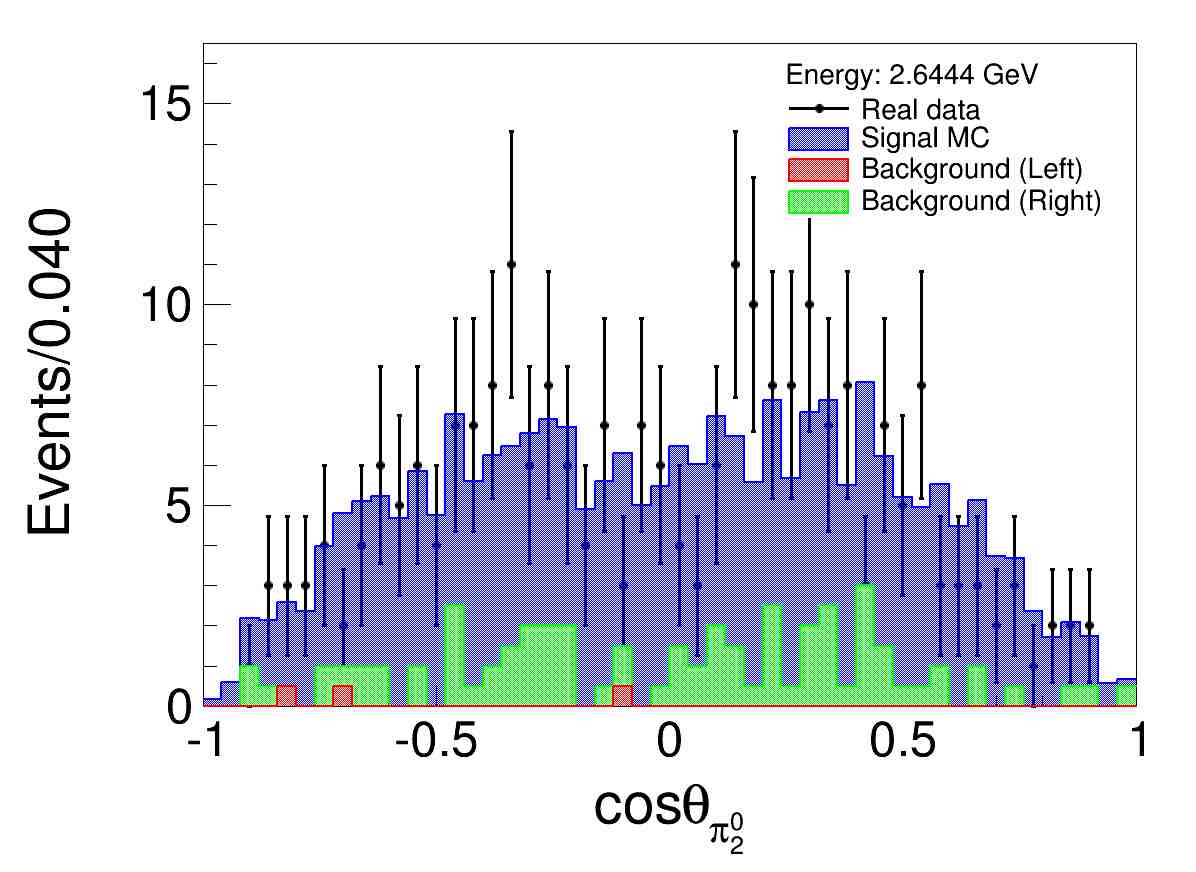 Energy: 2.6444 GeV
Real data
Signal MC
Background (Left)
Background (Right)
Events/0.040
15
10
5
0
-1 -0.5 0 0.5 1
cosθπ⁰₂